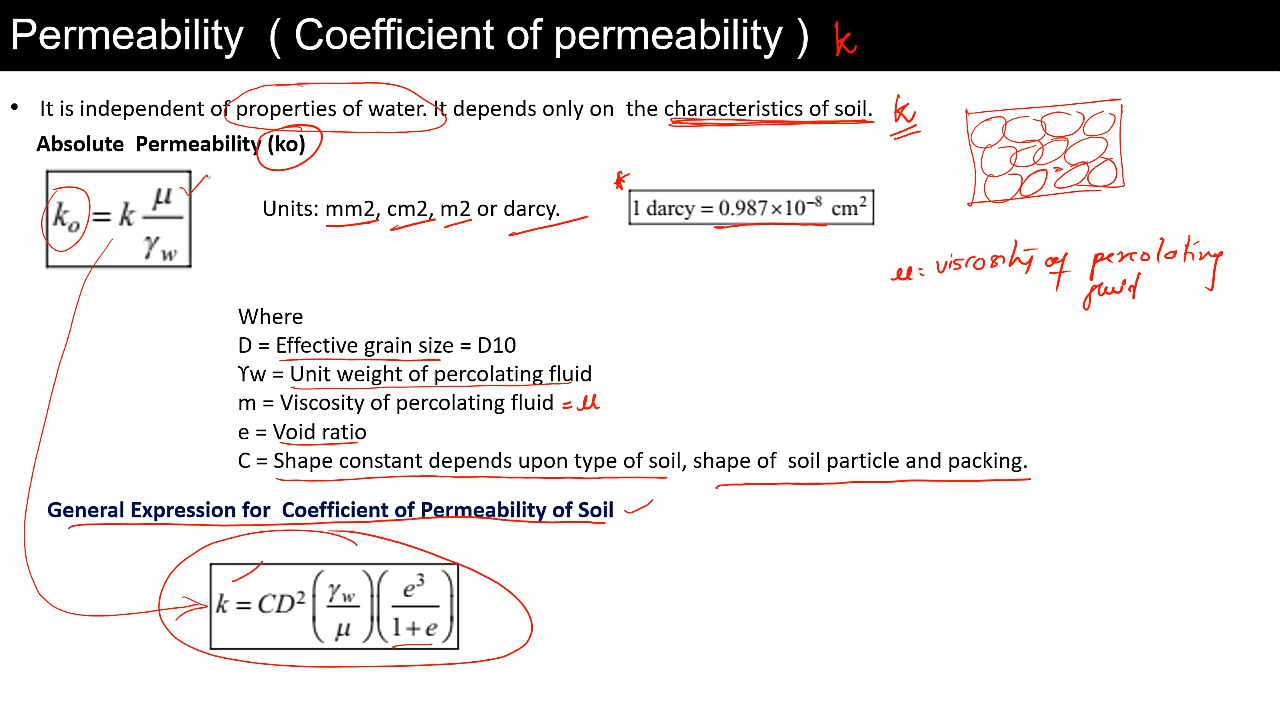 Permeability ( Coefficient of permeability ) k
• It is independent of properties of water. It depends only on the characteristics of soil. k
Absolute Permeability (ko)
k₀ = k μ/γw
Units: mm2, cm2, m2 or darcy.
k
1 darcy = 0.987×10⁻⁸ cm²
μ: viscosity of percolating
fluid
Where
D = Effective grain size = D10
ϒw = Unit weight of percolating fluid
m = Viscosity of percolating fluid = μ
e = Void ratio
C = Shape constant depends upon type of soil, shape of soil particle and packing.
General Expression for Coefficient of Permeability of Soil
k = CD² (γw/μ) (e³/1+e)